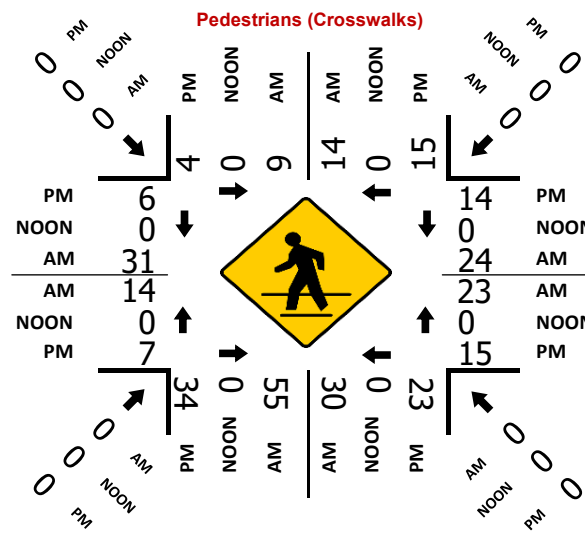 Pedestrians (Crosswalks)
0 PM
0 NOON
0 AM
PM NOON AM AM NOON PM
PM 0
NOON 0
AM 0
4 0 9 14 0 15
PM 6 14 PM
NOON 0 0 NOON
AM 31 24 AM
AM 14 23 AM
NOON 0 0 NOON
PM 7 15 PM
34 0 55 30 0 23
PM NOON AM AM NOON PM
0 AM
0 NOON
0 PM
AM 0
NOON 0
PM 0